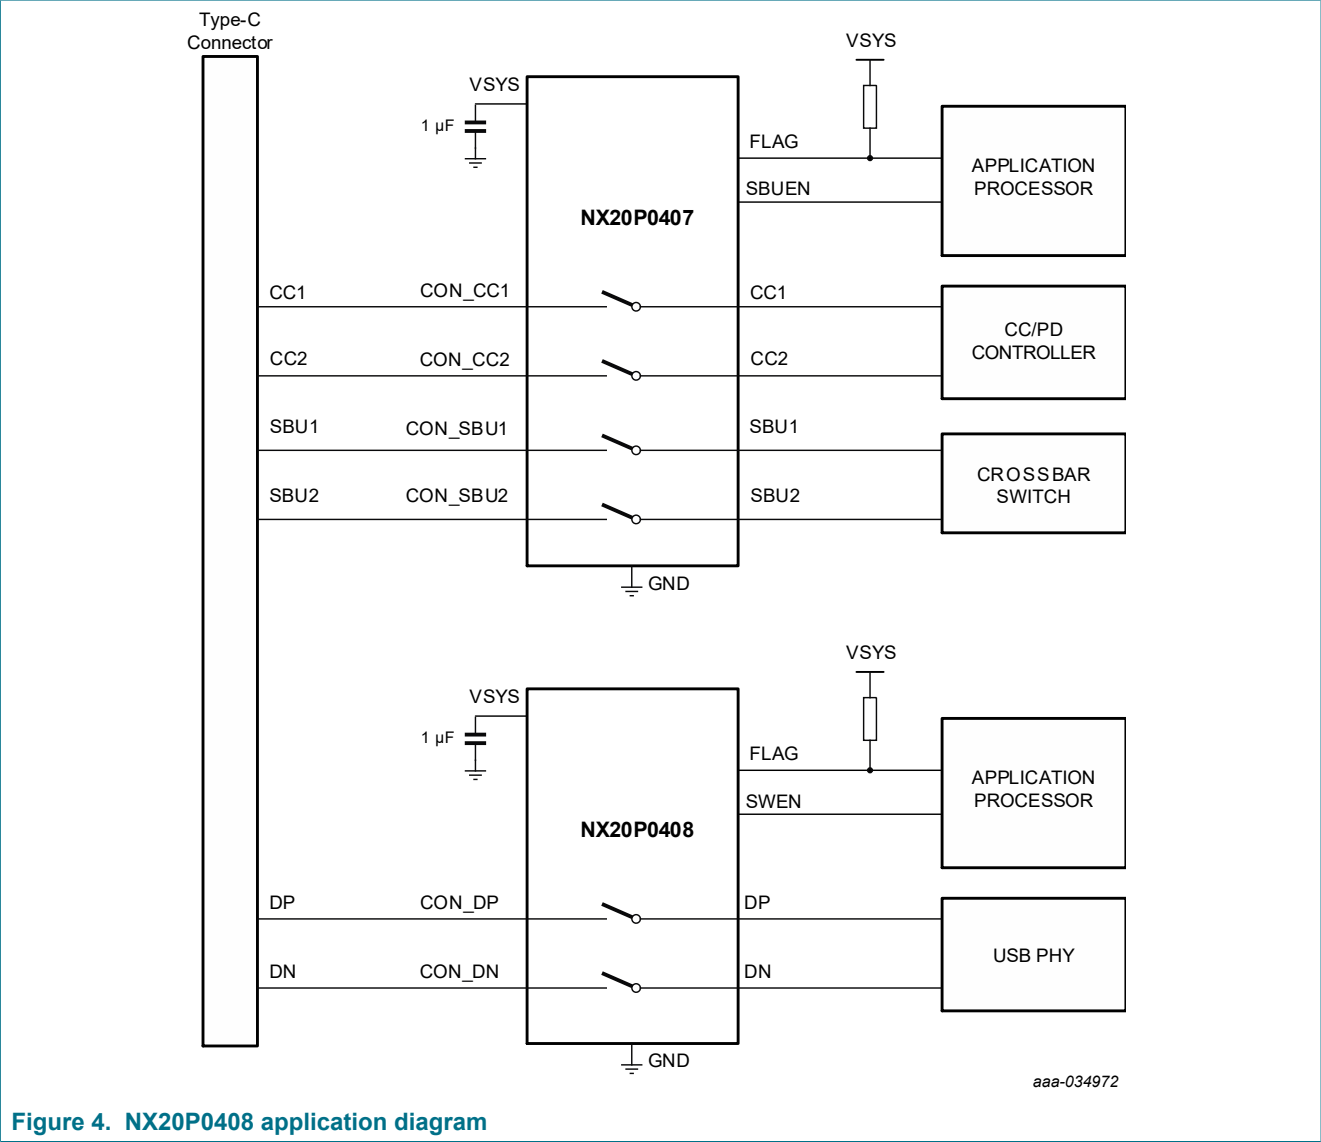 Type-C
Connector
VSYS
VSYS
1 µF
FLAG
APPLICATION
PROCESSOR
SBUEN
NX20P0407
CC1
CON_CC1
CC1
CC/PD
CONTROLLER
CC2
CON_CC2
CC2
SBU1
CON_SBU1
SBU1
CROSSBAR
SWITCH
SBU2
CON_SBU2
SBU2
GND
VSYS
VSYS
1 µF
FLAG
APPLICATION
PROCESSOR
SWEN
NX20P0408
DP
CON_DP
DP
USB PHY
DN
CON_DN
DN
GND
aaa-034972
Figure 4. NX20P0408 application diagram